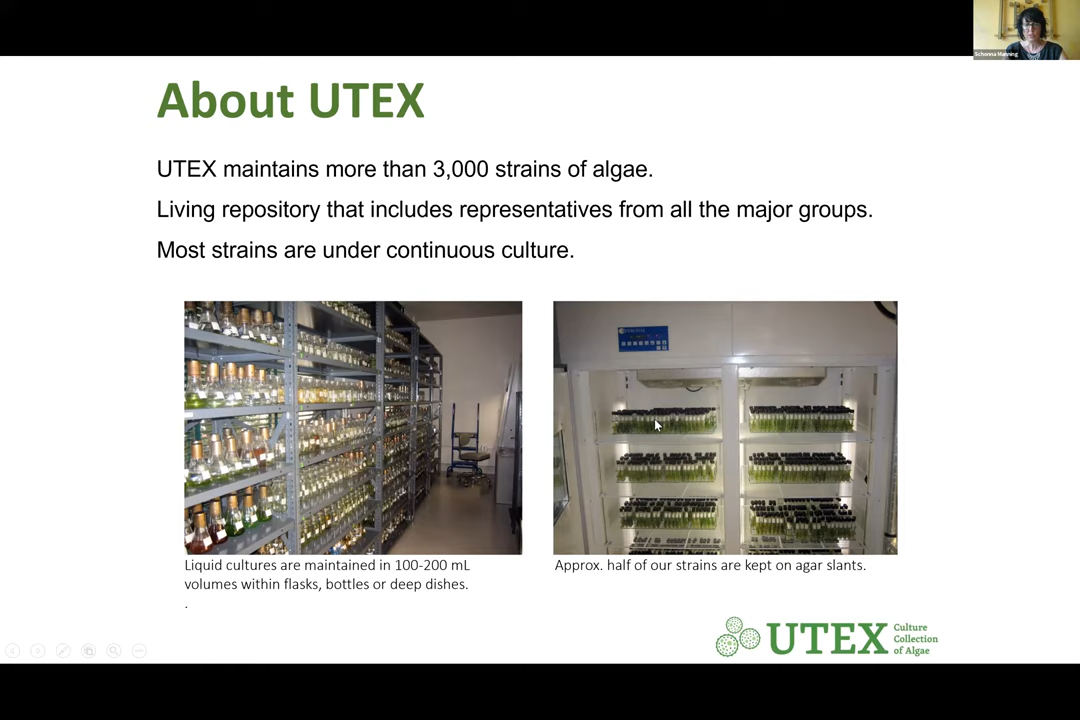 Schonna Manning
About UTEX
UTEX maintains more than 3,000 strains of algae.
Living repository that includes representatives from all the major groups.
Most strains are under continuous culture.
Liquid cultures are maintained in 100-200 mL
volumes within flasks, bottles or deep dishes.
.
Approx. half of our strains are kept on agar slants.
UTEX
Culture
Collection
of Algae